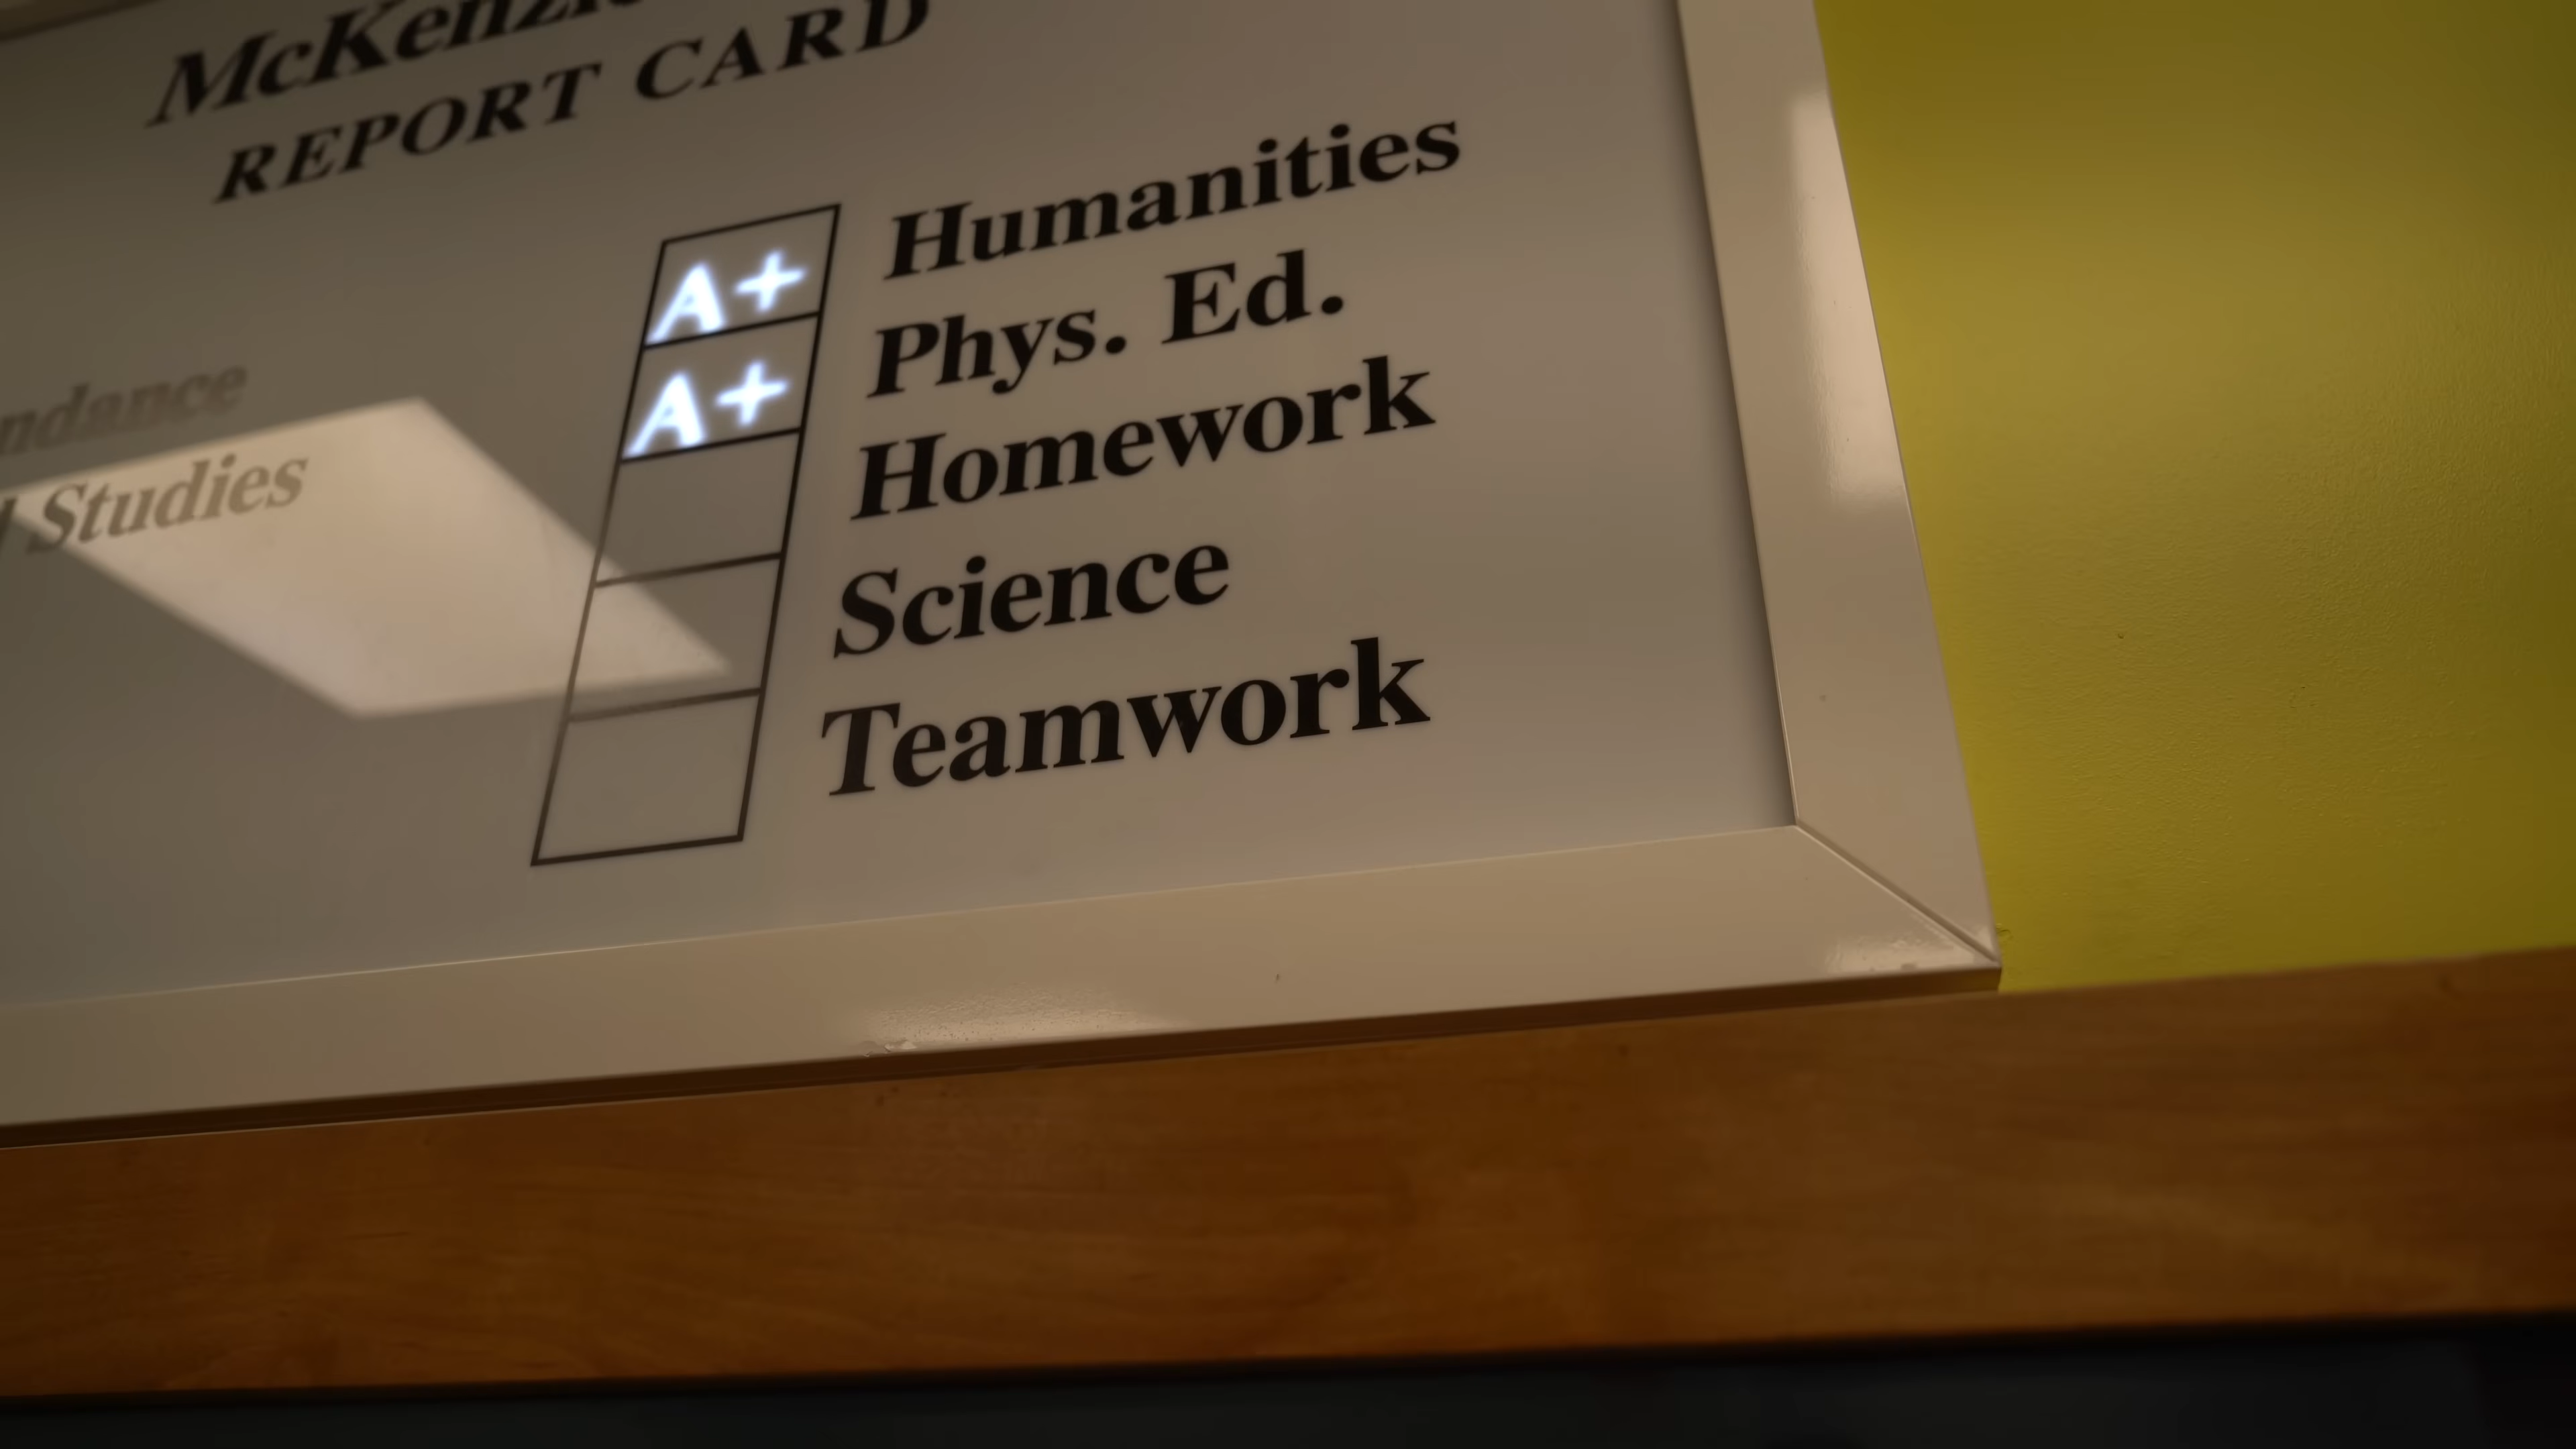 REPORT CARD
A+ Humanities
A+ Phys. Ed.
Homework
Science
Teamwork
Studies